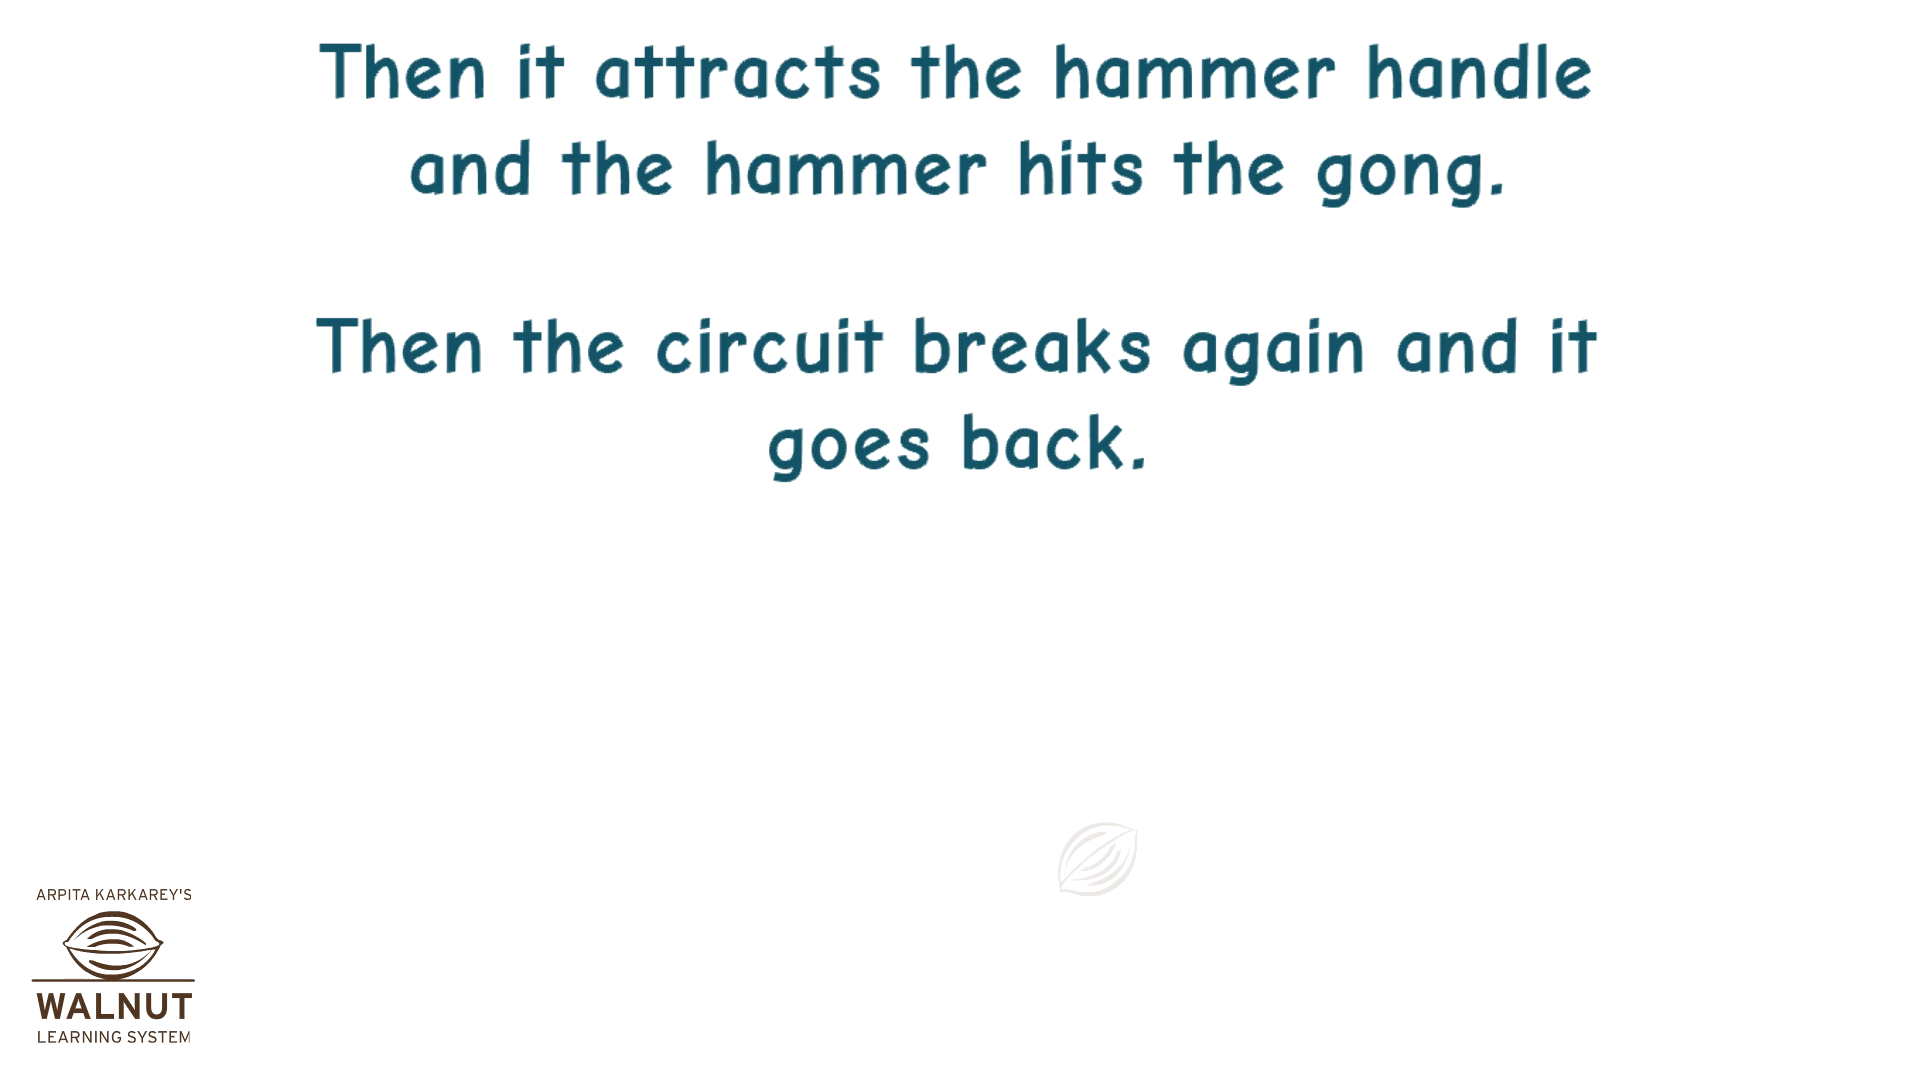 Then it attracts the hammer handle
and the hammer hits the gong.
Then the circuit breaks again and it
goes back.
ARPITA KARKAREY'S
WALNUT
LEARNING SYSTEM